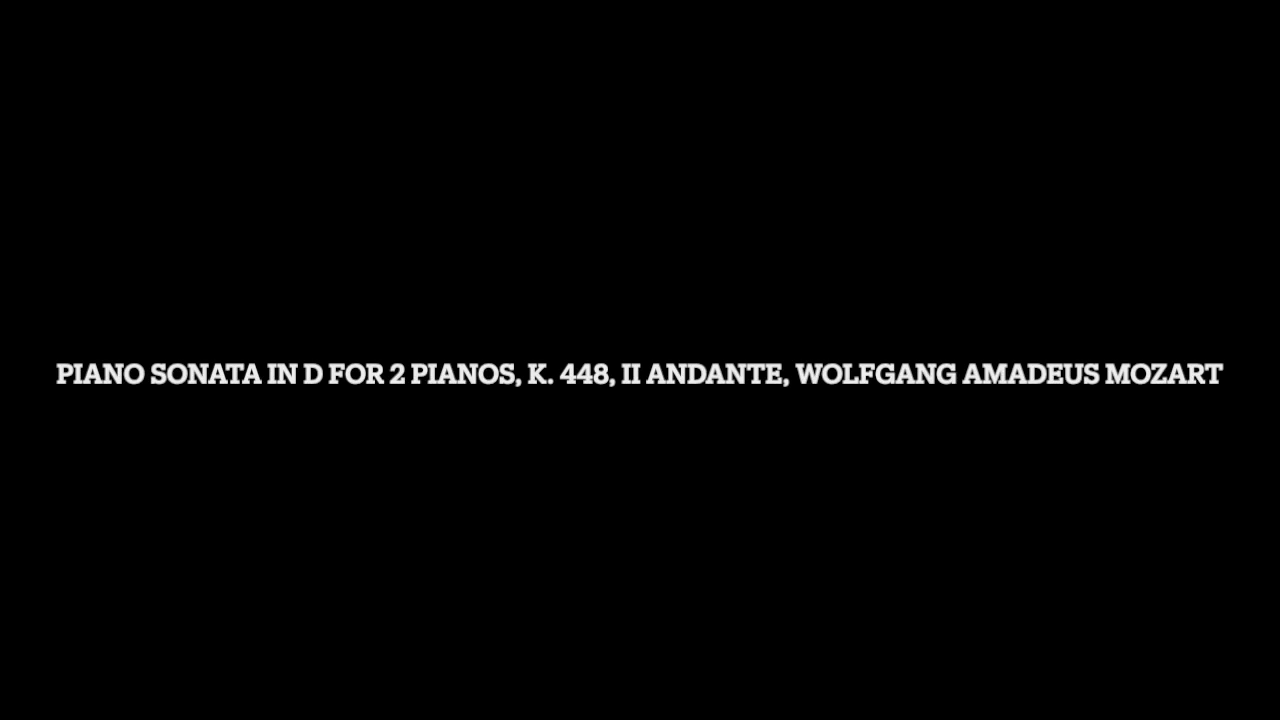 PIANO SONATA IN D FOR 2 PIANOS, K. 448, II ANDANTE, WOLFGANG AMADEUS MOZART